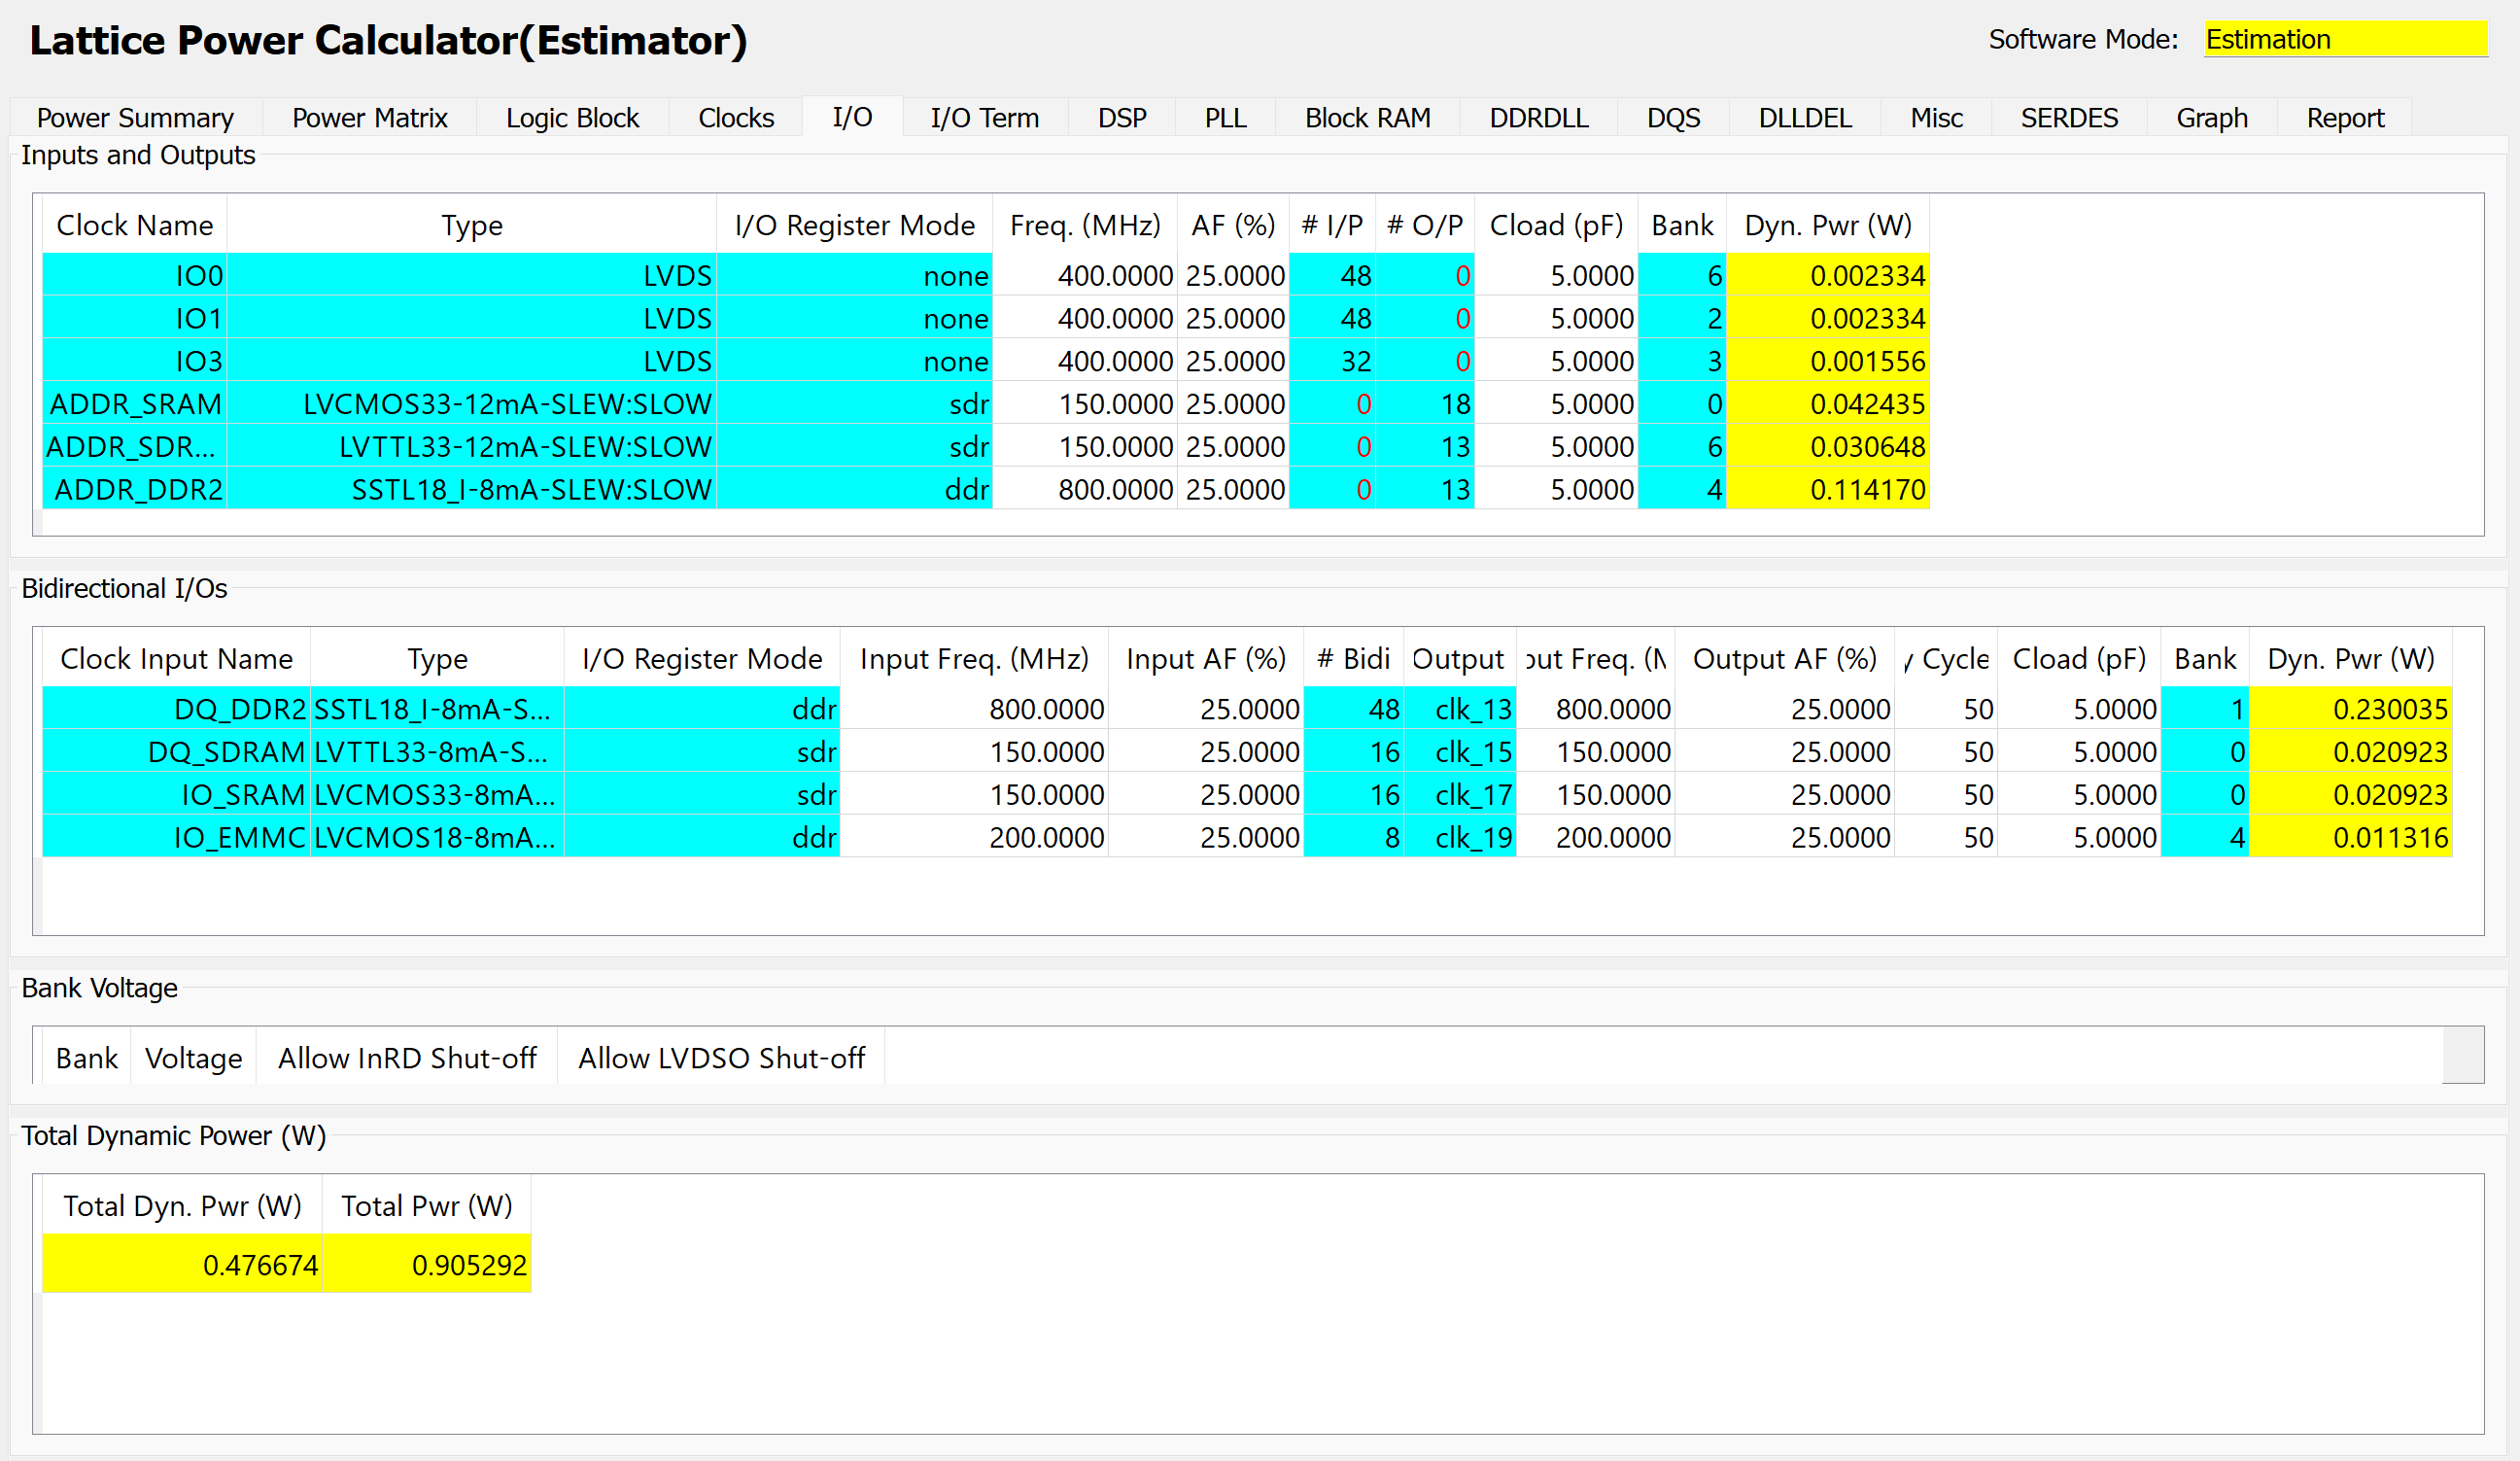 Lattice Power Calculator(Estimator)
Software Mode: Estimation
Power Summary Power Matrix Logic Block Clocks I/O I/O Term DSP PLL Block RAM DDRDLL DQS DLLDEL Misc SERDES Graph Report
Inputs and Outputs
Clock Name Type I/O Register Mode Freq. (MHz) AF (%) # I/P # O/P Cload (pF) Bank Dyn. Pwr (W)
IO0 LVDS none 400.0000 25.0000 48 0 5.0000 6 0.002334
IO1 LVDS none 400.0000 25.0000 48 0 5.0000 2 0.002334
IO3 LVDS none 400.0000 25.0000 32 0 5.0000 3 0.001556
ADDR_SRAM LVCMOS33-12mA-SLEW:SLOW sdr 150.0000 25.0000 0 18 5.0000 0 0.042435
ADDR_SDR... LVTTL33-12mA-SLEW:SLOW sdr 150.0000 25.0000 0 13 5.0000 6 0.030648
ADDR_DDR2 SSTL18_I-8mA-SLEW:SLOW ddr 800.0000 25.0000 0 13 5.0000 4 0.114170
Bidirectional I/Os
Clock Input Name Type I/O Register Mode Input Freq. (MHz) Input AF (%) # Bidi Output Freq. Output AF (%) Cycle Cload (pF) Bank Dyn. Pwr (W)
DQ_DDR2 SSTL18_I-8mA-S... ddr 800.0000 25.0000 48 clk_13 800.0000 25.0000 50 5.0000 1 0.230035
DQ_SDRAM LVTTL33-8mA-S... sdr 150.0000 25.0000 16 clk_15 150.0000 25.0000 50 5.0000 0 0.020923
IO_SRAM LVCMOS33-8mA... sdr 150.0000 25.0000 16 clk_17 150.0000 25.0000 50 5.0000 0 0.020923
IO_EMMC LVCMOS18-8mA... ddr 200.0000 25.0000 8 clk_19 200.0000 25.0000 50 5.0000 4 0.011316
Bank Voltage
Bank Voltage Allow InRD Shut-off Allow LVDSO Shut-off
Total Dynamic Power (W)
Total Dyn. Pwr (W) Total Pwr (W)
0.476674 0.905292